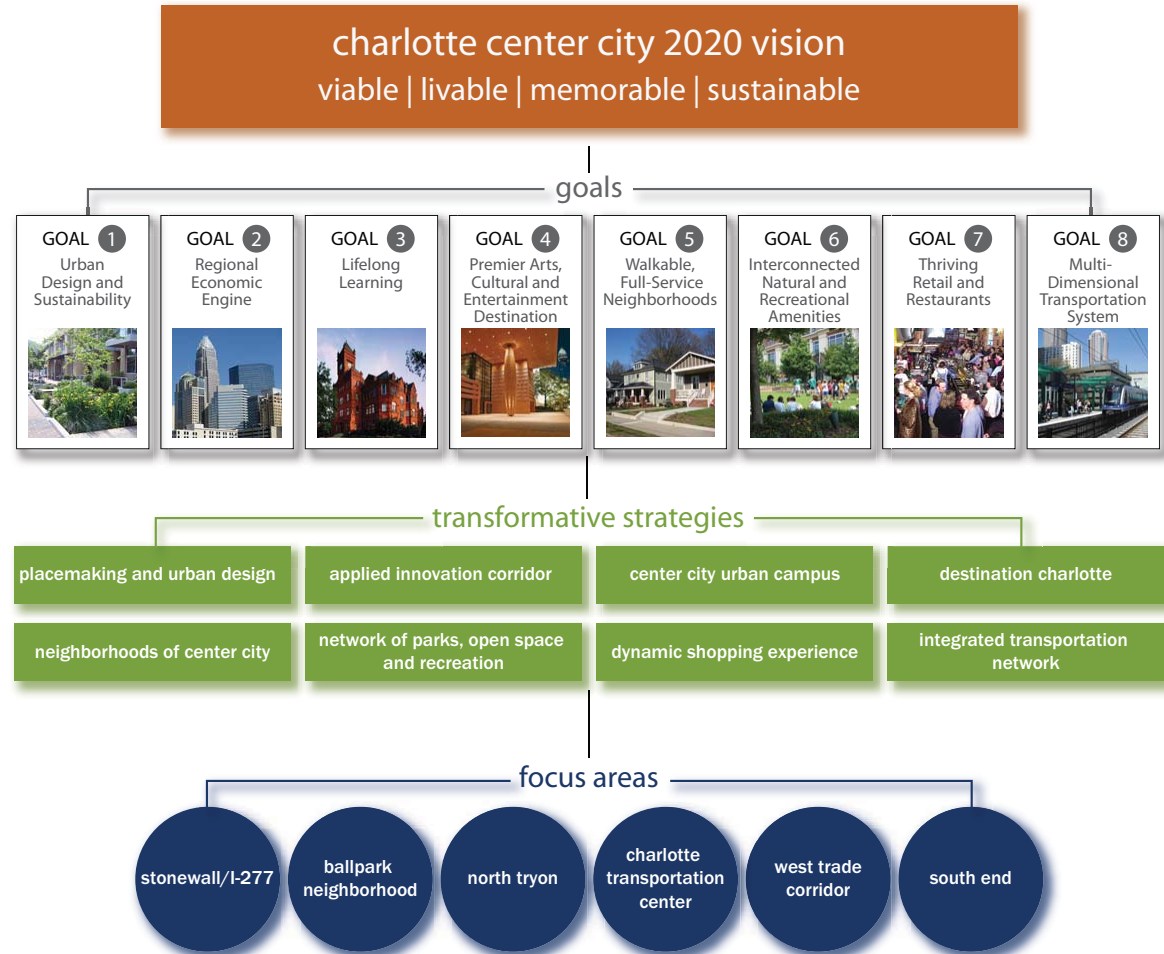 charlotte center city 2020 vision
viable | livable | memorable | sustainable
goals
GOAL 1
Urban
Design and
Sustainability
GOAL 2
Regional
Economic
Engine
GOAL 3
Lifelong
Learning
GOAL 4
Premier Arts,
Cultural and
Entertainment
Destination
GOAL 5
Walkable,
Full-Service
Neighborhoods
GOAL 6
Interconnected
Natural and
Recreational
Amenities
GOAL 7
Thriving
Retail and
Restaurants
GOAL 8
Multi-
Dimensional
Transportation
System
transformative strategies
placemaking and urban design
applied innovation corridor
center city urban campus
destination charlotte
neighborhoods of center city
network of parks, open space
and recreation
dynamic shopping experience
integrated transportation
network
focus areas
stonewall/I-277
ballpark
neighborhood
north tryon
charlotte
transportation
center
west trade
corridor
south end